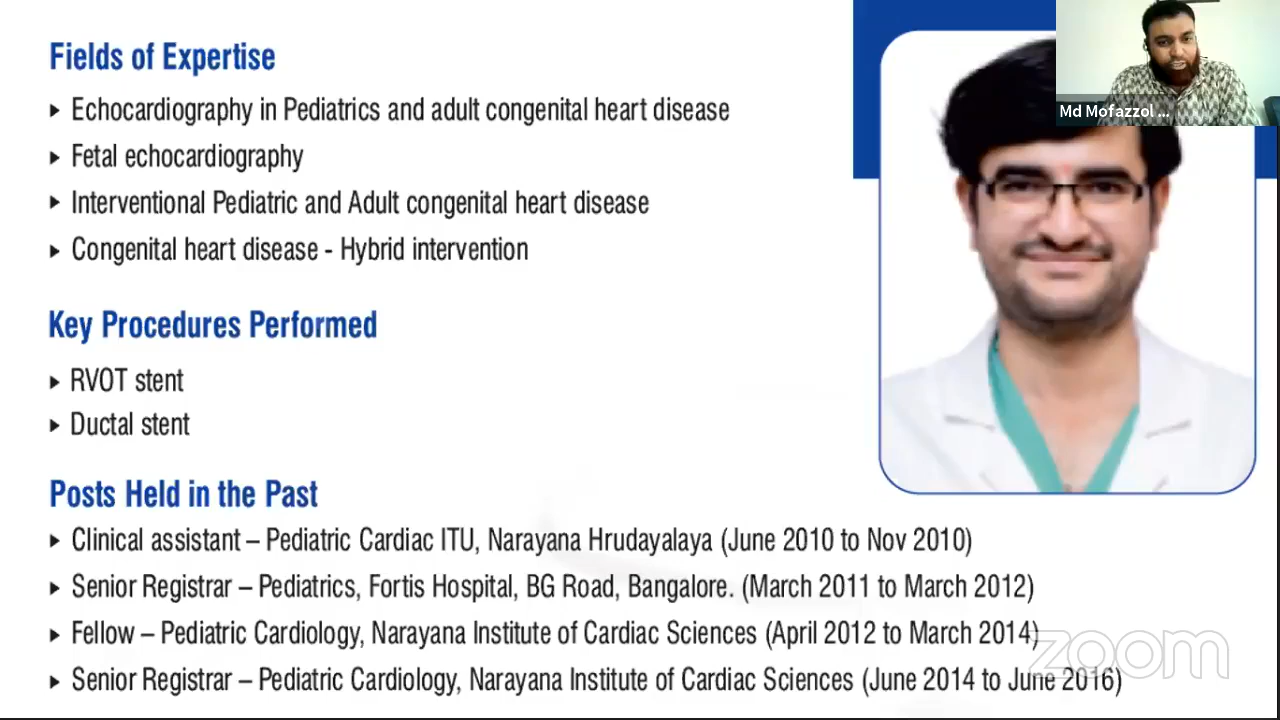 Fields of Expertise
Echocardiography in Pediatrics and adult congenital heart disease
Fetal echocardiography
Interventional Pediatric and Adult congenital heart disease
Congenital heart disease - Hybrid intervention
Key Procedures Performed
RVOT stent
Ductal stent
Posts Held in the Past
Clinical assistant – Pediatric Cardiac ITU, Narayana Hrudayalaya (June 2010 to Nov 2010)
Senior Registrar – Pediatrics, Fortis Hospital, BG Road, Bangalore. (March 2011 to March 2012)
Fellow – Pediatric Cardiology, Narayana Institute of Cardiac Sciences (April 2012 to March 2014)
Senior Registrar – Pediatric Cardiology, Narayana Institute of Cardiac Sciences (June 2014 to June 2016)
Md Mofazzol ...
zoom